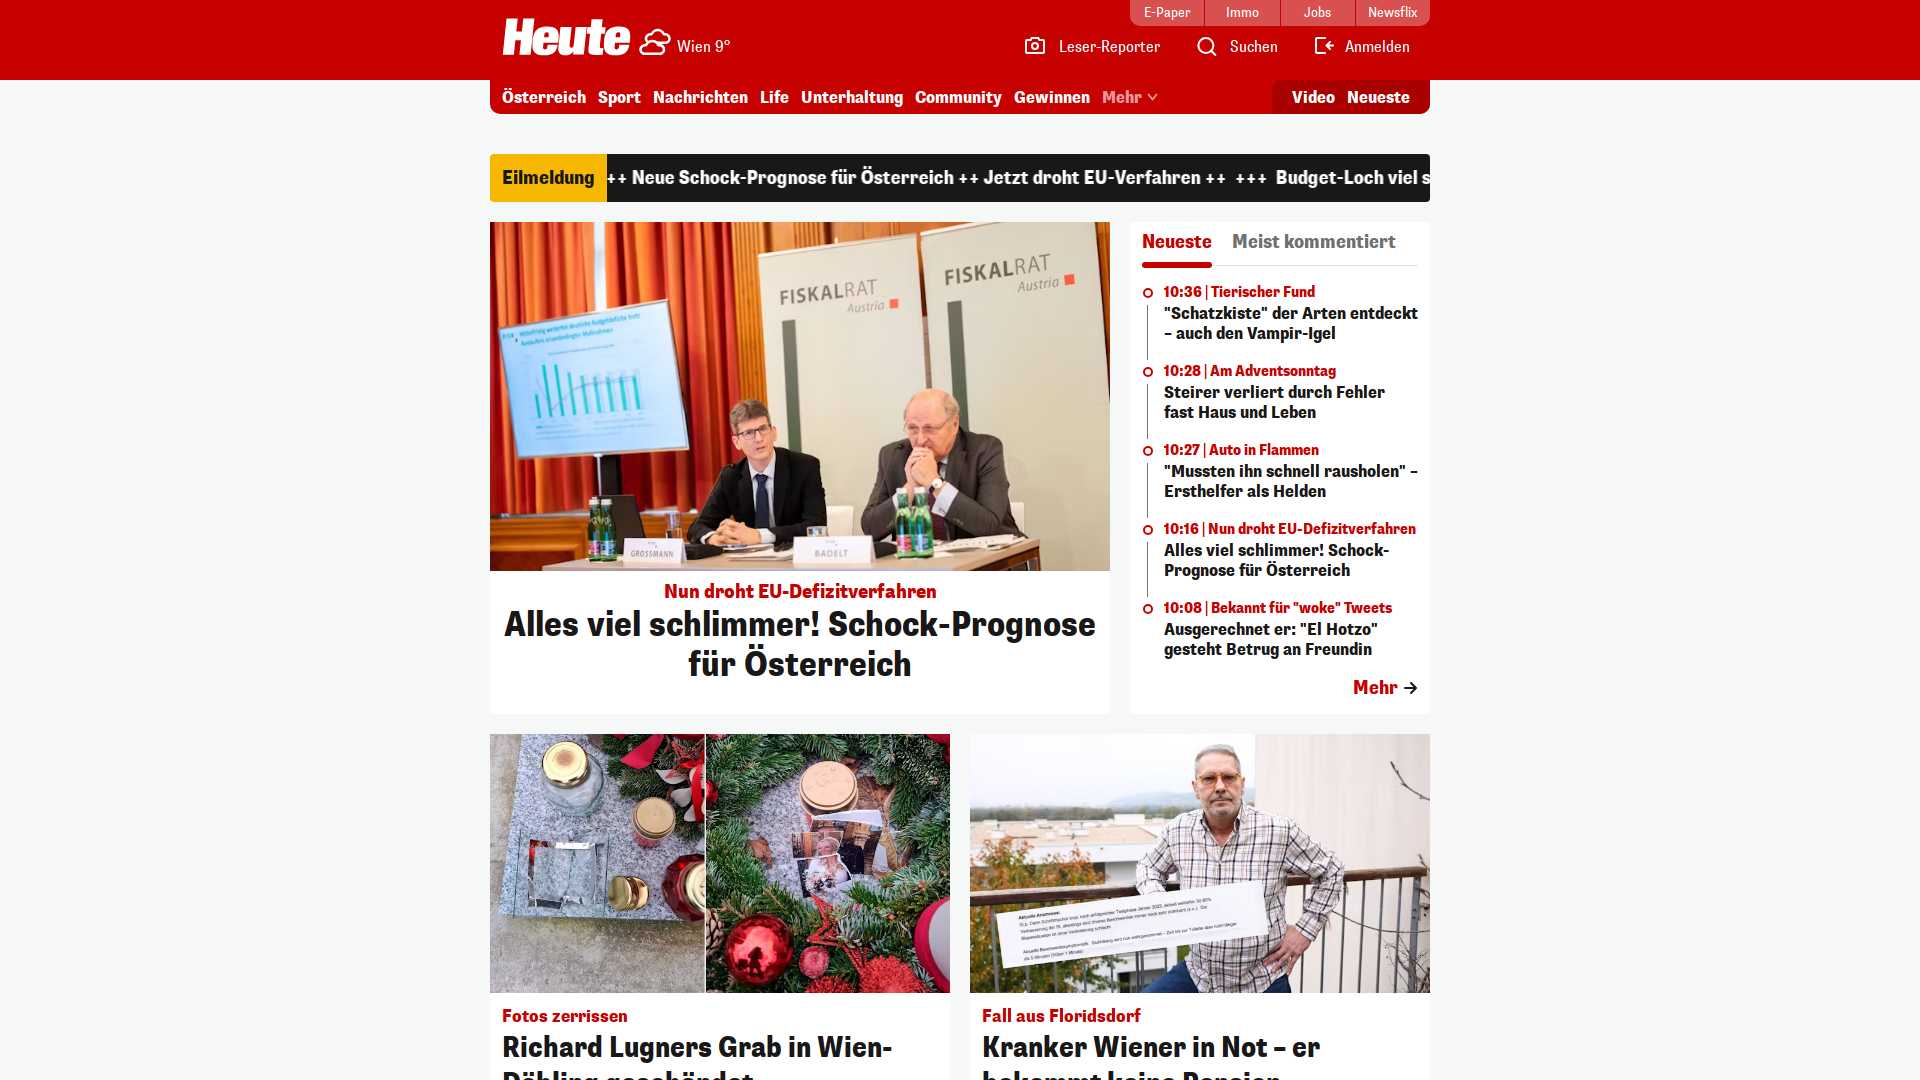 E-Paper
Immo
Jobs
Newsflix
Heute
Wien 9°
Leser-Reporter
Suchen
Anmelden
Österreich Sport Nachrichten Life Unterhaltung Community Gewinnen Mehr
Video Neueste
Eilmeldung
++ Neue Schock-Prognose für Österreich ++ Jetzt droht EU-Verfahren ++ +++ Budget-Loch viel s
FISKALRAT
Austria
FISKALRAT
Austria
GROSSMANN
BADELT
Nun droht EU-Defizitverfahren
Alles viel schlimmer! Schock-Prognose
für Österreich
Neueste
Meist kommentiert
10:36 | Tierischer Fund
"Schatzkiste" der Arten entdeckt
– auch den Vampir-Igel
10:28 | Am Adventsonntag
Steirer verliert durch Fehler
fast Haus und Leben
10:27 | Auto in Flammen
"Mussten ihn schnell rausholen" –
Ersthelfer als Helden
10:16 | Nun droht EU-Defizitverfahren
Alles viel schlimmer! Schock-
Prognose für Österreich
10:08 | Bekannt für "woke" Tweets
Ausgerechnet er: "El Hotzo"
gesteht Betrug an Freundin
Mehr
Fotos zerrissen
Richard Lugners Grab in Wien-
Döbling geschändet
Fall aus Floridsdorf
Kranker Wiener in Not – er
bekommt keine Pension